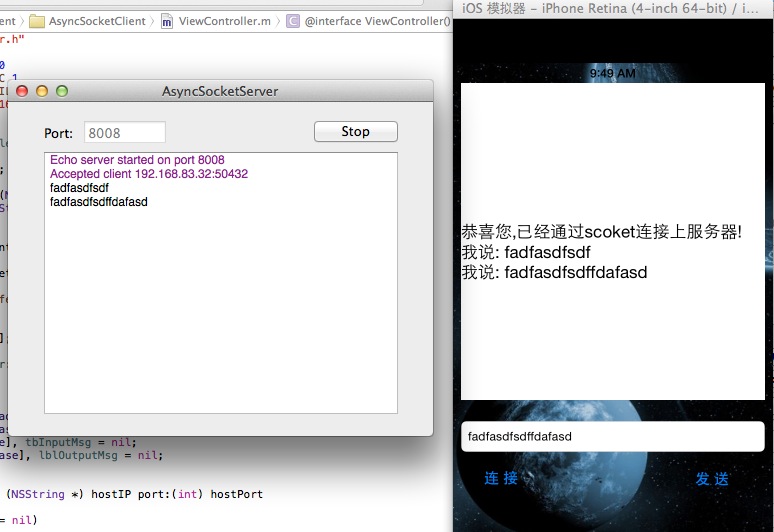 AsyncSocketClient
ViewController.m
@interface ViewController()
iOS 模拟器 – iPhone Retina (4-inch 64-bit) / i...
r.h"
AsyncSocketServer
Port:
8008
Stop
Echo server started on port 8008
Accepted client 192.168.83.32:50432
fadfasdfsdf
fadfasdfsdffdafasd
9:49 AM
恭喜您,已经通过scoket连接上服务器!
我说: fadfasdfsdf
我说: fadfasdfsdffdafasd
fadfasdfsdffdafasd
连 接
发 送
e], tbInputMsg = nil;
ase], lblOutputMsg = nil;
(NSString *) hostIP port:(int) hostPort
= nil)